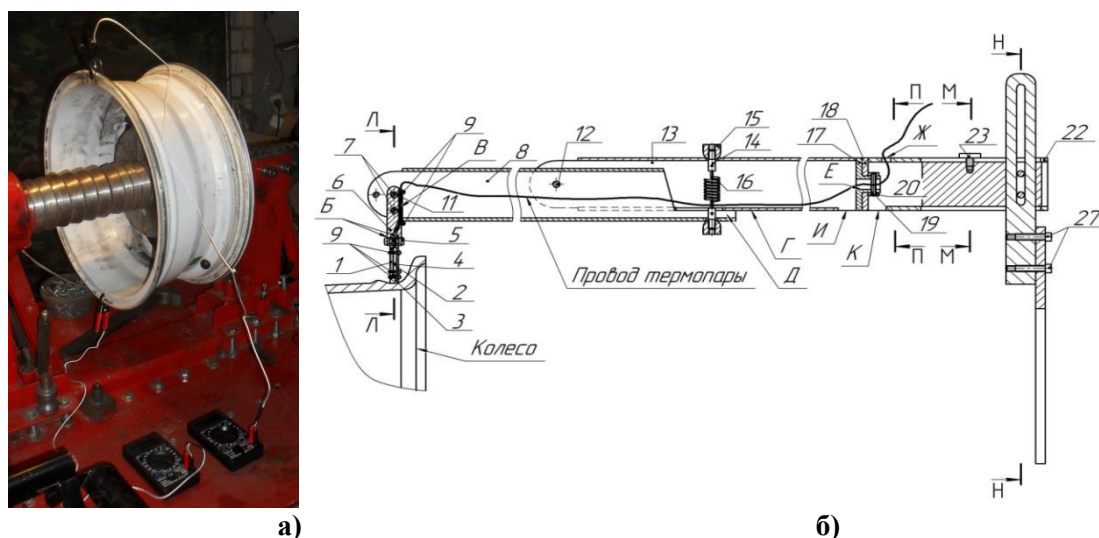 Н
15
П М
18
23
22
Л
9
12
13
14
17
Ж
7
В
8
16
Е
6
11
20
Б
19
5
Г
И
К
27
9
П М
1
4
Провод термопары
Д
2
Л
3
Колесо
Н
а)
б)